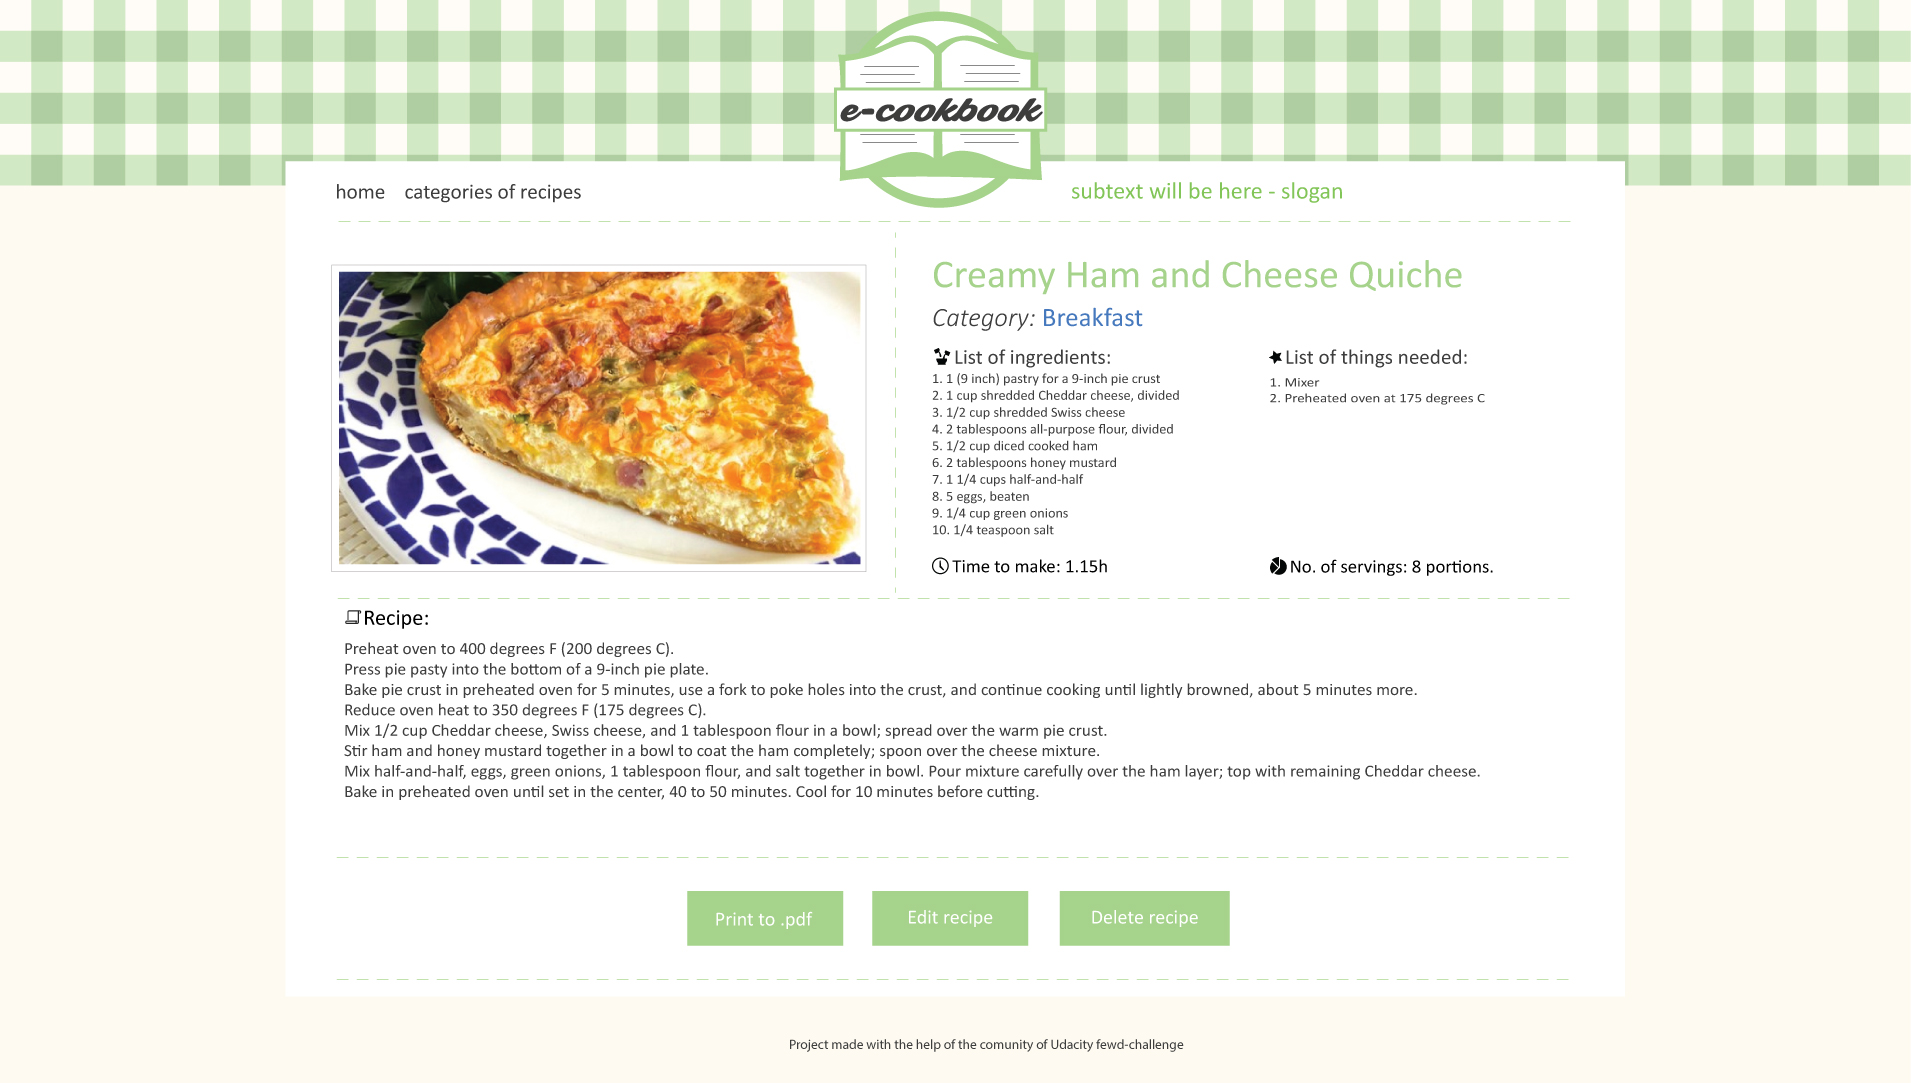 e-cookbook
home categories of recipes
subtext will be here - slogan
Creamy Ham and Cheese Quiche
Category: Breakfast
List of ingredients:
1. 1 (9 inch) pastry for a 9-inch pie crust
2. 1 cup shredded Cheddar cheese, divided
3. 1/2 cup shredded Swiss cheese
4. 2 tablespoons all-purpose flour, divided
5. 1/2 cup diced cooked ham
6. 2 tablespoons honey mustard
7. 1 1/4 cups half-and-half
8. 5 eggs, beaten
9. 1/4 cup green onions
10. 1/4 teaspoon salt
List of things needed:
1. Mixer
2. Preheated oven at 175 degrees C
Time to make: 1.15h
No. of servings: 8 portions.
Recipe:
Preheat oven to 400 degrees F (200 degrees C).
Press pie pasty into the bottom of a 9-inch pie plate.
Bake pie crust in preheated oven for 5 minutes, use a fork to poke holes into the crust, and continue cooking until lightly browned, about 5 minutes more.
Reduce oven heat to 350 degrees F (175 degrees C).
Mix 1/2 cup Cheddar cheese, Swiss cheese, and 1 tablespoon flour in a bowl; spread over the warm pie crust.
Stir ham and honey mustard together in a bowl to coat the ham completely; spoon over the cheese mixture.
Mix half-and-half, eggs, green onions, 1 tablespoon flour, and salt together in bowl. Pour mixture carefully over the ham layer; top with remaining Cheddar cheese.
Bake in preheated oven until set in the center, 40 to 50 minutes. Cool for 10 minutes before cutting.
Print to .pdf
Edit recipe
Delete recipe
Project made with the help of the comunity of Udacity fewd-challenge